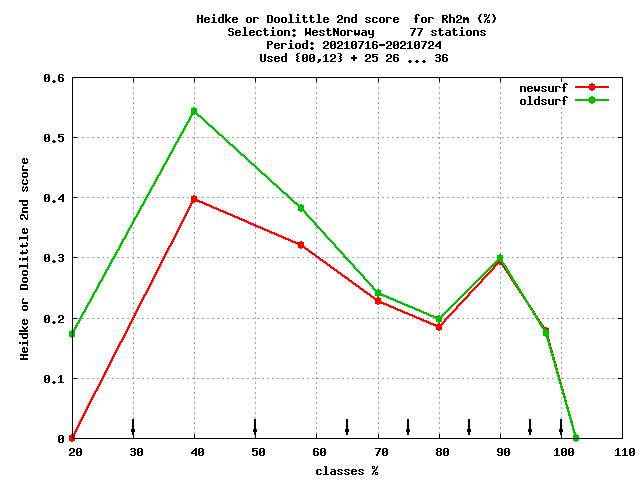 Heidke or Doolittle 2nd score  for Rh2m (%)
Selection: WestNorway     77 stations
Period: 20210716-20210724
Used {00,12} + 25 26 ... 36
newsurf
oldsurf
Heidke or Doolittle 2nd score
0.6
0.5
0.4
0.3
0.2
0.1
0
20 30 40 50 60 70 80 90 100 110
classes %